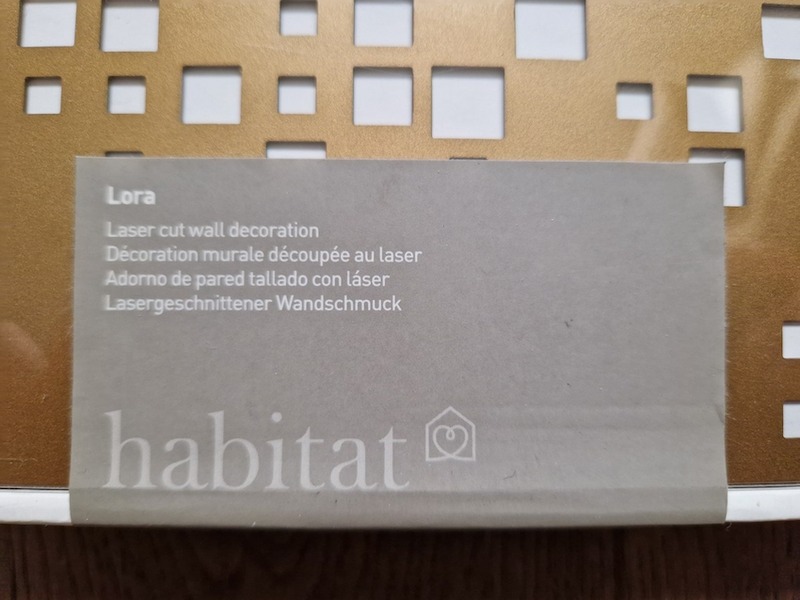 Lora
Laser cut wall decoration
Décoration murale découpée au laser
Adorno de pared tallado con láser
Lasergeschnittener Wandschmuck
habitat